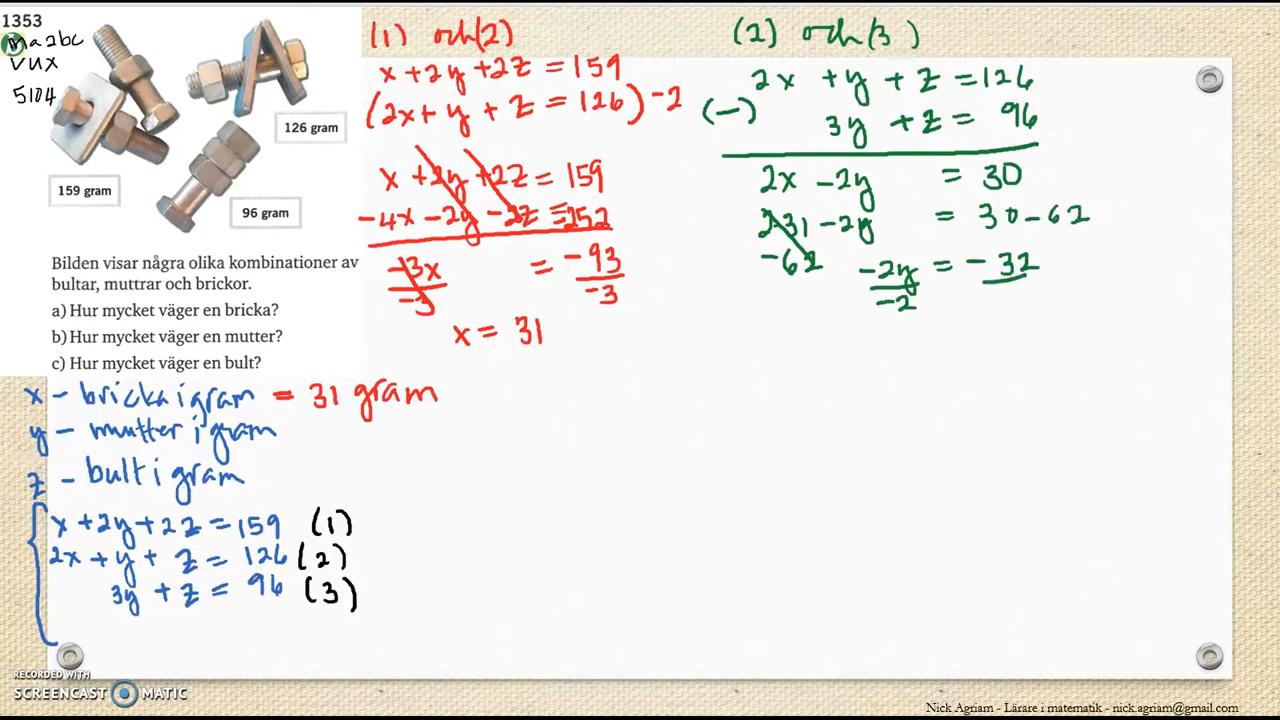 1353
ma2bc
vux
5104
126 gram
159 gram
96 gram
Bilden visar några olika kombinationer av
bultar, muttrar och brickor.
a) Hur mycket väger en bricka?
b) Hur mycket väger en mutter?
c) Hur mycket väger en bult?
x - bricka i gram = 31 gram
y - mutter i gram
z - bult i gram
x + 2y + 2z = 159 (1)
2x + y + z = 126 (2)
3y + z = 96 (3)
(1) och (2)
x + 2y + 2z = 159
(2x + y + z = 126) -2
x + 2y + 2z = 159
-4x - 2y - 2z = -252
-3x = -93
-3 -3
x = 31
(2) och (3)
2x + y + z = 126
(-) 3y + z = 96
2x - 2y = 30
2·31 - 2y = 30 - 62
-62 -2y = -32
-2
RECORDED WITH
SCREENCAST MATIC
Nick Agriam - Lärare i matematik - nick.agriam@gmail.com